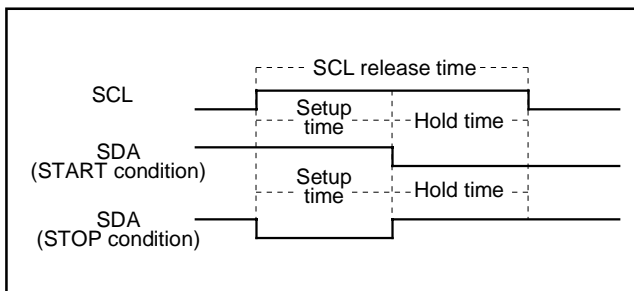 SCL release time
SCL
Setup
time
Hold time
SDA
(START condition)
Setup
time
Hold time
SDA
(STOP condition)